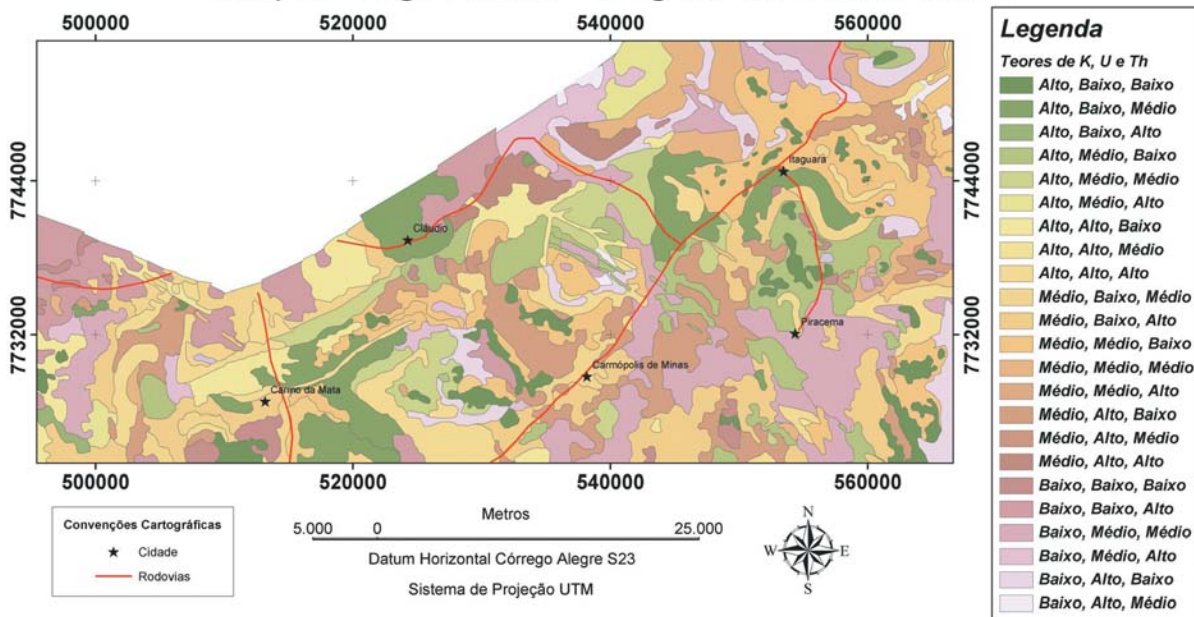 500000 520000 540000 560000
Legenda
Teores de K, U e Th
Alto, Baixo, Baixo
Alto, Baixo, Médio
Alto, Baixo, Alto
Alto, Médio, Baixo
Alto, Médio, Médio
Alto, Médio, Alto
Alto, Alto, Baixo
Alto, Alto, Médio
Alto, Alto, Alto
Médio, Baixo, Médio
Médio, Baixo, Alto
Médio, Médio, Baixo
Médio, Médio, Médio
Médio, Médio, Alto
Médio, Alto, Baixo
Médio, Alto, Médio
Médio, Alto, Alto
Baixo, Baixo, Baixo
Baixo, Baixo, Alto
Baixo, Médio, Médio
Baixo, Médio, Alto
Baixo, Alto, Baixo
Baixo, Alto, Médio
7744000
7744000
Itaguara
Cláudio
7732000
7732000
Piracema
Carmópolis de Minas
da Mata
500000 520000 540000 560000
Convenções Cartográficas
Cidade
Rodovias
Metros
5.000 0 25.000
Datum Horizontal Córrego Alegre S23
Sistema de Projeção UTM
N
W E
S